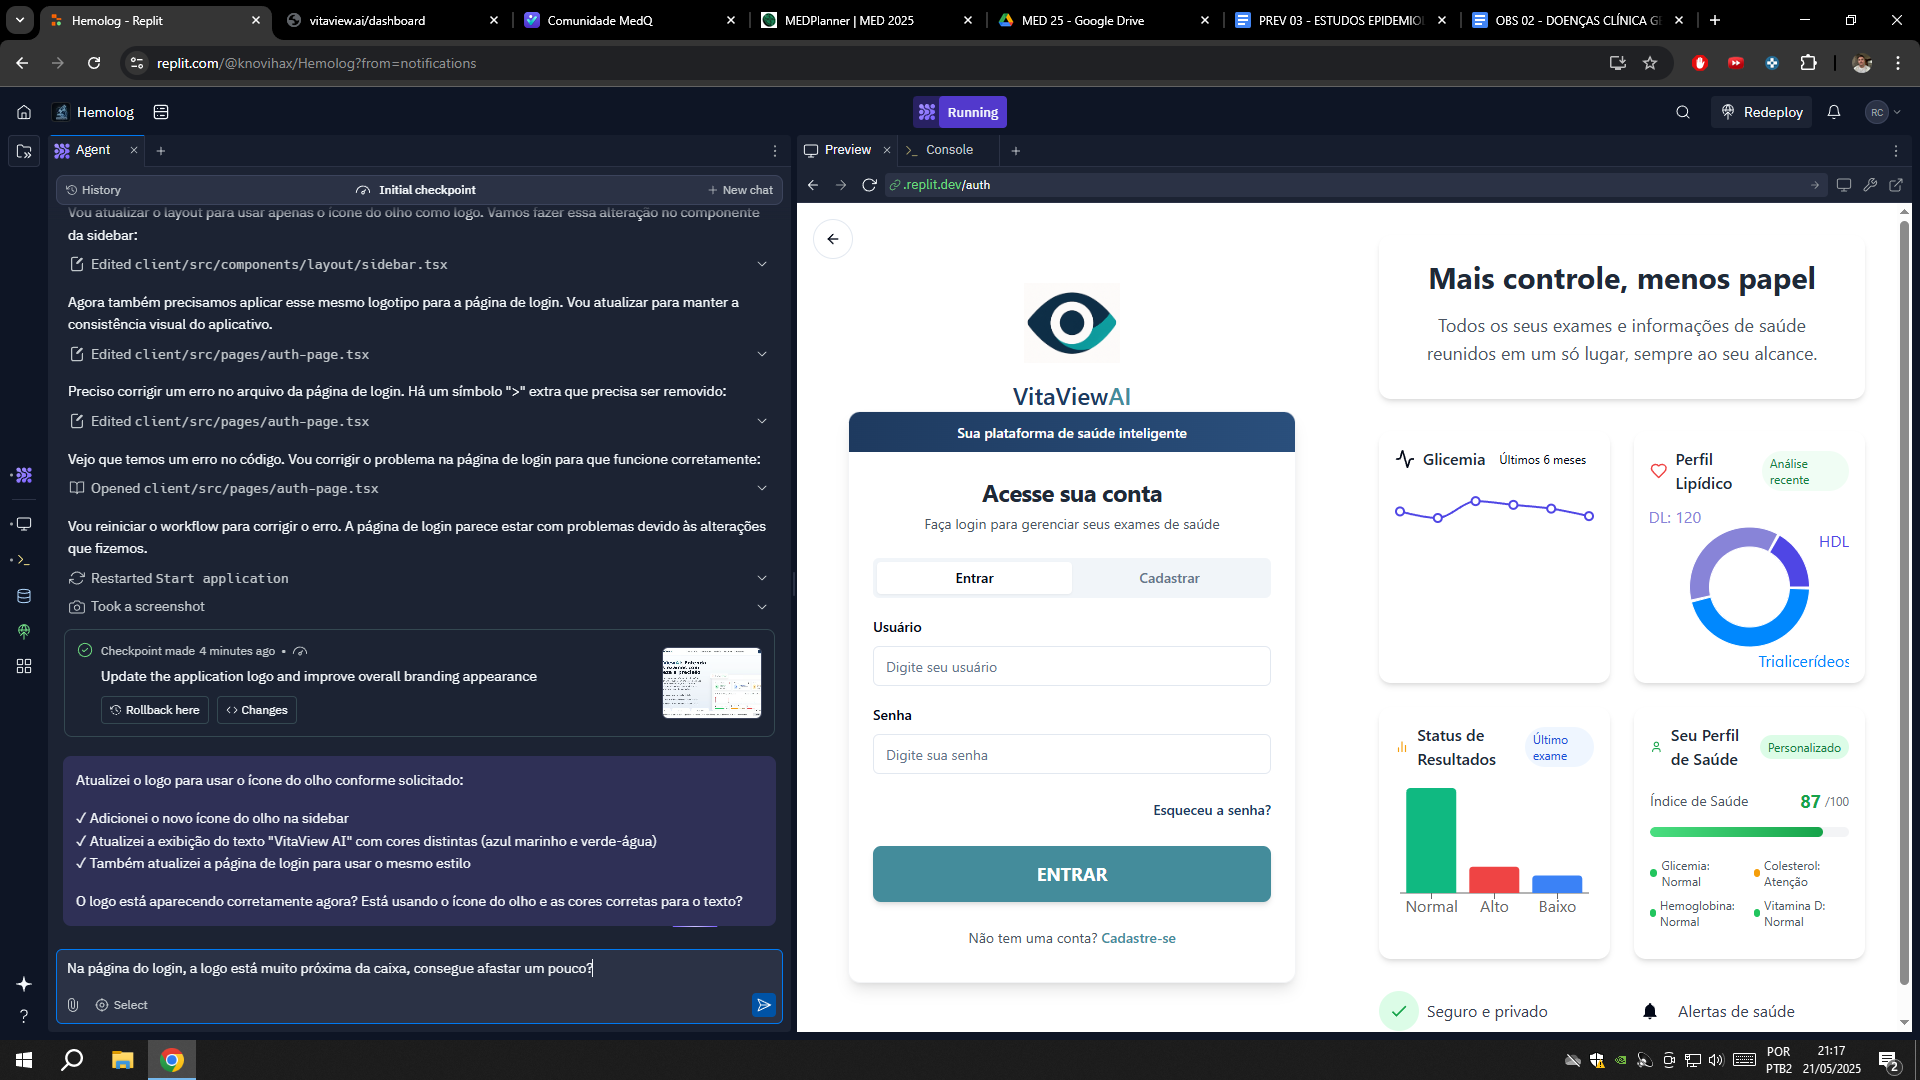 Hemolog - Replit
vitaview.ai/dashboard
Comunidade MedQ
MEDPlanner | MED 2025
MED 25 - Google Drive
PREV 03 - ESTUDOS EPIDEMIO
OBS 02 - DOENÇAS CLÍNICA GE
replit.com/@knovihax/Hemolog?from=notifications
Hemolog
Running
Redeploy
RC
Agent
Preview
Console
History
Initial checkpoint
New chat
.replit.dev/auth
Vou atualizar o layout para usar apenas o ícone do olho como logo. Vamos fazer essa alteração no componente
da sidebar:
Edited client/src/components/layout/sidebar.tsx
Agora também precisamos aplicar esse mesmo logotipo para a página de login. Vou atualizar para manter a
consistência visual do aplicativo.
Edited client/src/pages/auth-page.tsx
Preciso corrigir um erro no arquivo da página de login. Há um símbolo ">" extra que precisa ser removido:
Edited client/src/pages/auth-page.tsx
Vejo que temos um erro no código. Vou corrigir o problema na página de login para que funcione corretamente:
Opened client/src/pages/auth-page.tsx
Vou reiniciar o workflow para corrigir o erro. A página de login parece estar com problemas devido às alterações
que fizemos.
Restarted Start application
Took a screenshot
Checkpoint made 4 minutes ago •
Update the application logo and improve overall branding appearance
Rollback here
Changes
Atualizei o logo para usar o ícone do olho conforme solicitado:
✓ Adicionei o novo ícone do olho na sidebar
✓ Atualizei a exibição do texto "VitaView AI" com cores distintas (azul marinho e verde-água)
✓ Também atualizei a página de login para usar o mesmo estilo
O logo está aparecendo corretamente agora? Está usando o ícone do olho e as cores corretas para o texto?
Na página do login, a logo está muito próxima da caixa, consegue afastar um pouco?
Select
VitaViewAI
Sua plataforma de saúde inteligente
Acesse sua conta
Faça login para gerenciar seus exames de saúde
Entrar
Cadastrar
Usuário
Digite seu usuário
Senha
Digite sua senha
Esqueceu a senha?
ENTRAR
Não tem uma conta? Cadastre-se
Mais controle, menos papel
Todos os seus exames e informações de saúde
reunidos em um só lugar, sempre ao seu alcance.
Glicemia
Últimos 6 meses
Perfil
Lipídico
Análise
recente
DL: 120
HDL
Triglicerídeos
Status de
Resultados
Último
exame
Normal
Alto
Baixo
Seu Perfil
de Saúde
Personalizado
Índice de Saúde
87 /100
Glicemia:
Normal
Colesterol:
Atenção
Hemoglobina:
Normal
Vitamina D:
Normal
Seguro e privado
Alertas de saúde
POR
PTB2
21:17
21/05/2025
2